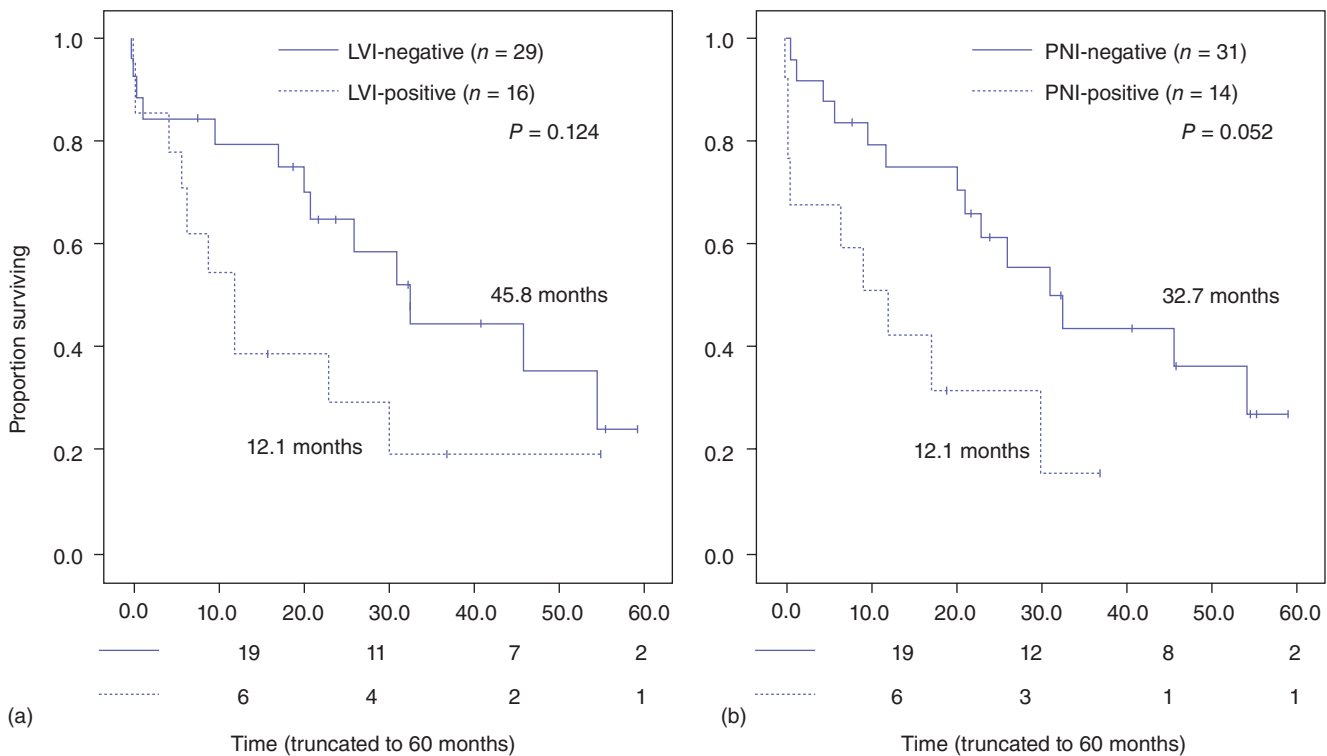 Proportion surviving
1.0
0.8
0.6
0.4
0.2
0.0
LVI-negative (n = 29)
LVI-positive (n = 16)
P = 0.124
45.8 months
12.1 months
0.0 10.0 20.0 30.0 40.0 50.0 60.0
19 11 7 2
6 4 2 1
(a)
Time (truncated to 60 months)
1.0
0.8
0.6
0.4
0.2
0.0
PNI-negative (n = 31)
PNI-positive (n = 14)
P = 0.052
32.7 months
12.1 months
0.0 10.0 20.0 30.0 40.0 50.0 60.0
19 12 8 2
6 3 1 1
(b)
Time (truncated to 60 months)